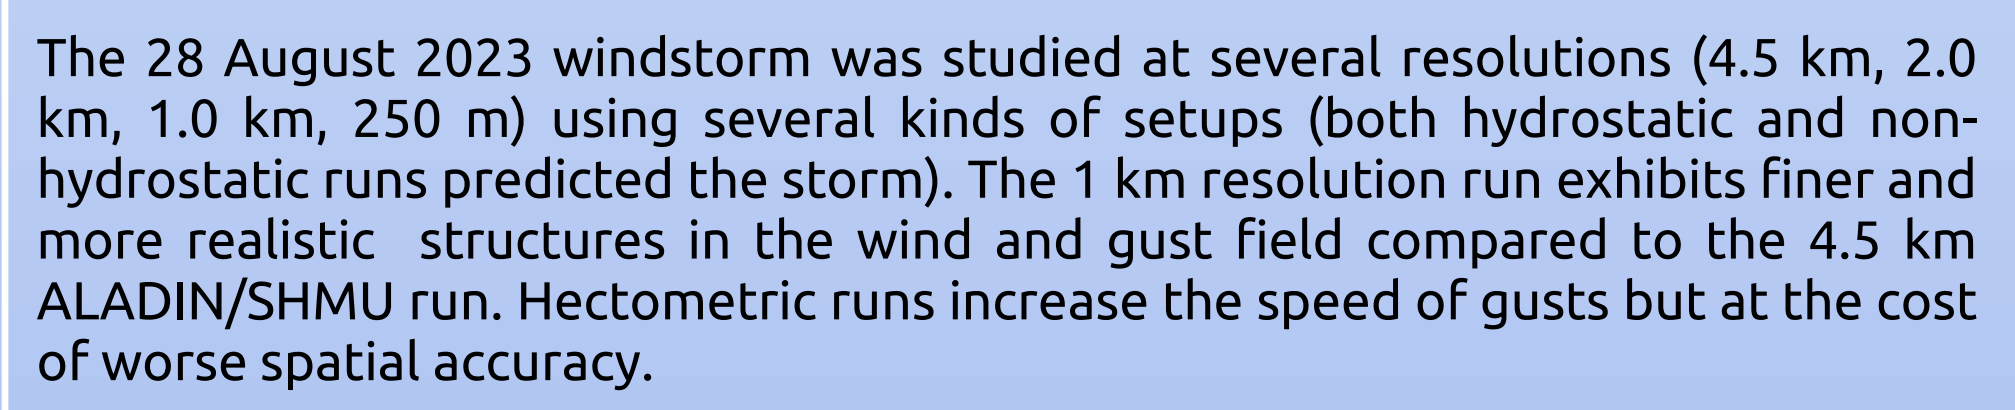 The 28 August 2023 windstorm was studied at several resolutions (4.5 km, 2.0
km, 1.0 km, 250 m) using several kinds of setups (both hydrostatic and non-
hydrostatic runs predicted the storm). The 1 km resolution run exhibits finer and
more realistic  structures in the wind and gust field compared to the 4.5 km
ALADIN/SHMU run. Hectometric runs increase the speed of gusts but at the cost
of worse spatial accuracy.